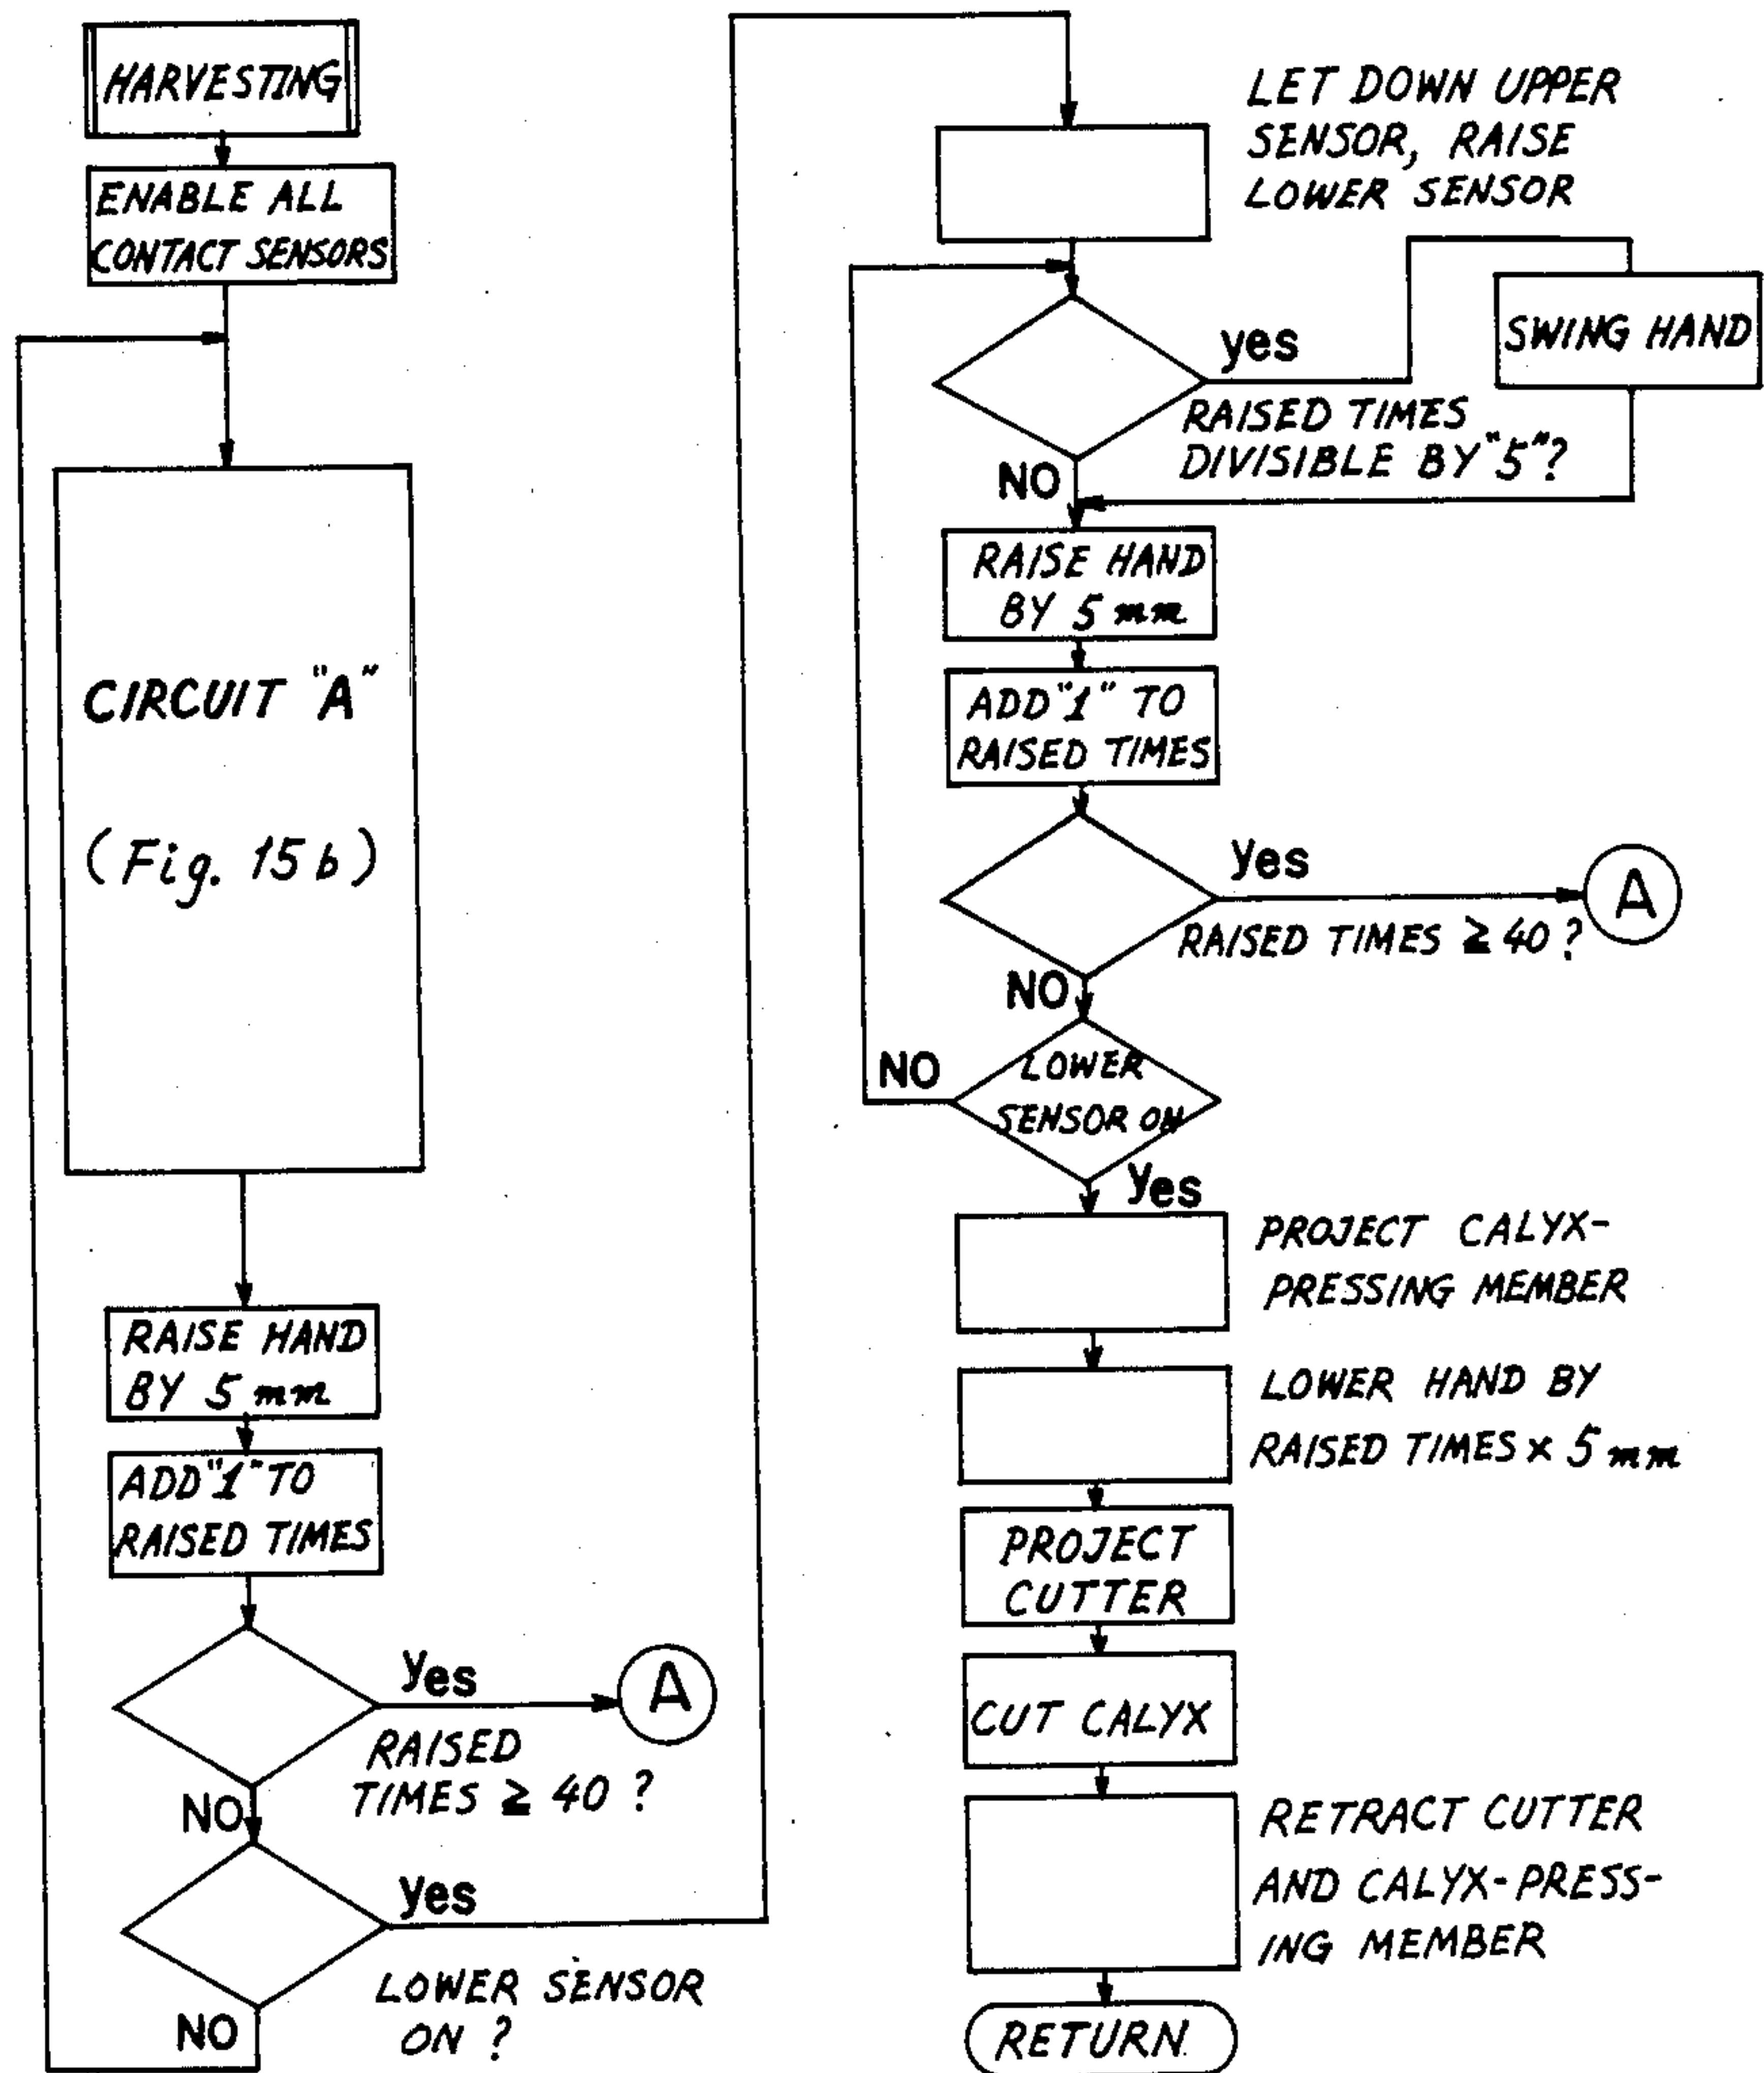 HARVESTING
ENABLE ALL
CONTACT SENSORS
CIRCUIT "A"
(Fig. 15 b)
RAISE HAND
BY 5 mm
ADD "1" TO
RAISED TIMES
Yes
A
RAISED
TIMES ≧ 40 ?
NO
Yes
LOWER SENSOR
ON ?
NO
LET DOWN UPPER
SENSOR, RAISE
LOWER SENSOR
yes
SWING HAND
RAISED TIMES
DIVISIBLE BY "5" ?
NO
RAISE HAND
BY 5 mm
ADD "1" TO
RAISED TIMES
Yes
A
RAISED TIMES ≧ 40 ?
NO
NO
LOWER
SENSOR ON
Yes
PROJECT CALYX-
PRESSING MEMBER
LOWER HAND BY
RAISED TIMES × 5 mm
PROJECT
CUTTER
CUT CALYX
RETRACT CUTTER
AND CALYX-PRESS-
ING MEMBER
RETURN